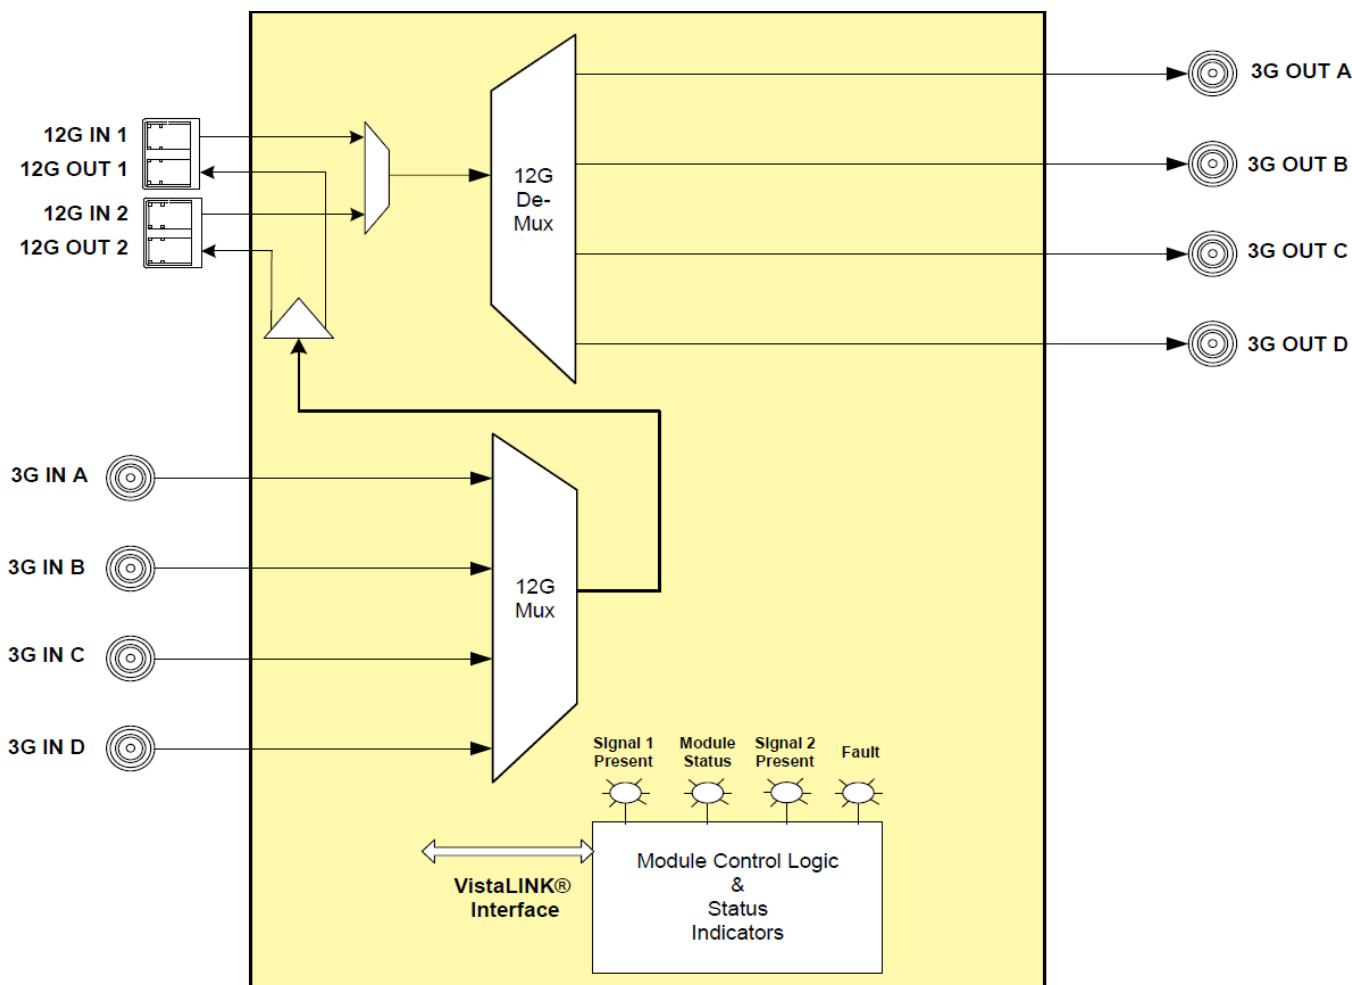 3G OUT A
12G IN 1
12G OUT 1
12G IN 2
12G OUT 2
12G
De-
Mux
3G OUT B
3G OUT C
3G OUT D
3G IN A
3G IN B
3G IN C
3G IN D
12G
Mux
SIgnal 1
Present
Module
Status
SIgnal 2
Present
Fault
VistaLINK®
Interface
Module Control Logic
&
Status
Indicators